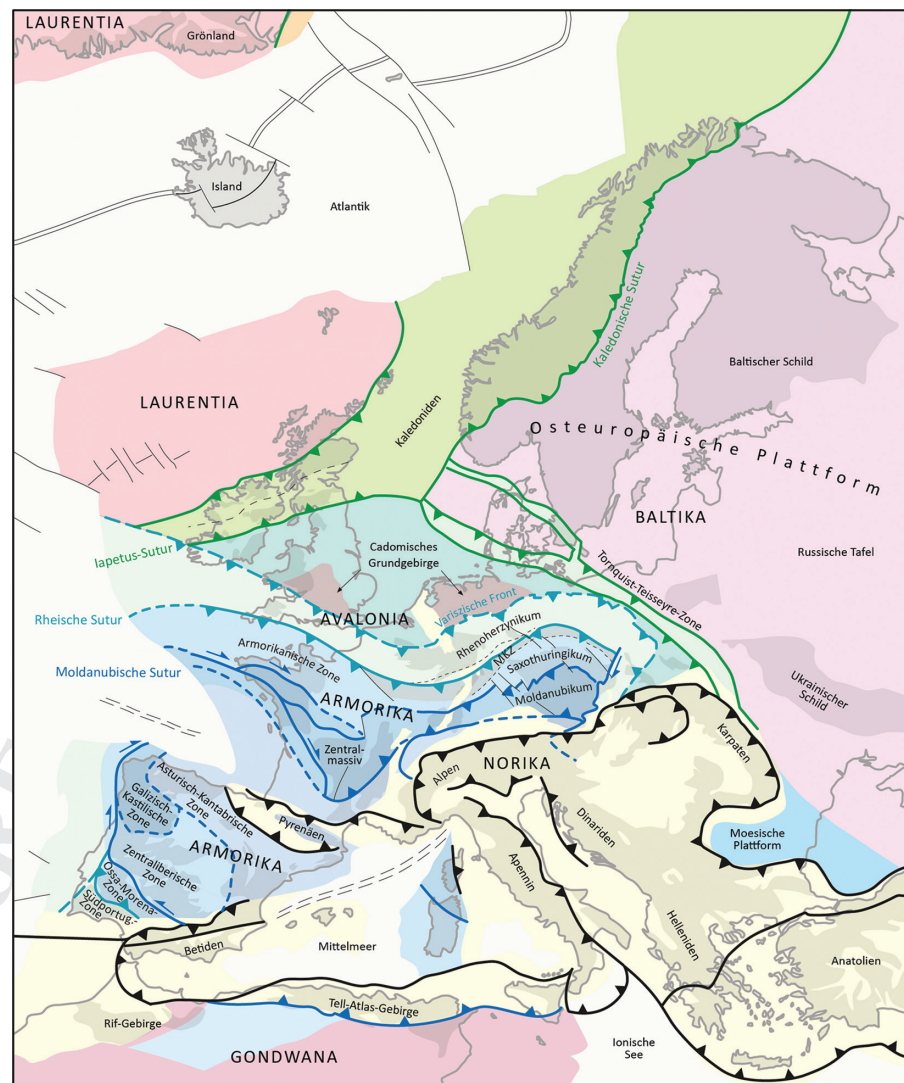 LAURENTIA
Grönland
Island
Atlantik
Kaledonische Sutur
Baltischer Schild
LAURENTIA
Kaledoniden
Osteuropäische Plattform
BALTIKA
Russische Tafel
Iapetus-Sutur
Cadomisches
Grundgebirge
Tornquist-Teisseyre-Zone
Rheische Sutur
AVALONIA
Variszische Front
Armorikanische Zone
Rhenoherzynikum
MKZ
Saxothuringikum
Moldanubische Sutur
ARMORIKA
Moldanubikum
Ukrainischer
Schild
Zentral-
massiv
Alpen
NORIKA
Karpaten
Asturisch-Kantabrische
Zone
Galizisch-
Kastilische
Zone
Pyrenäen
Dinariden
Moesische
Plattform
ARMORIKA
Zentraliberische
Zone
Apennin
Ossa-Morena-
Zone
Südportug.-
Zone
Betiden
Mittelmeer
Helleniden
Anatolien
Tell-Atlas-Gebirge
Rif-Gebirge
Ionische
See
GONDWANA